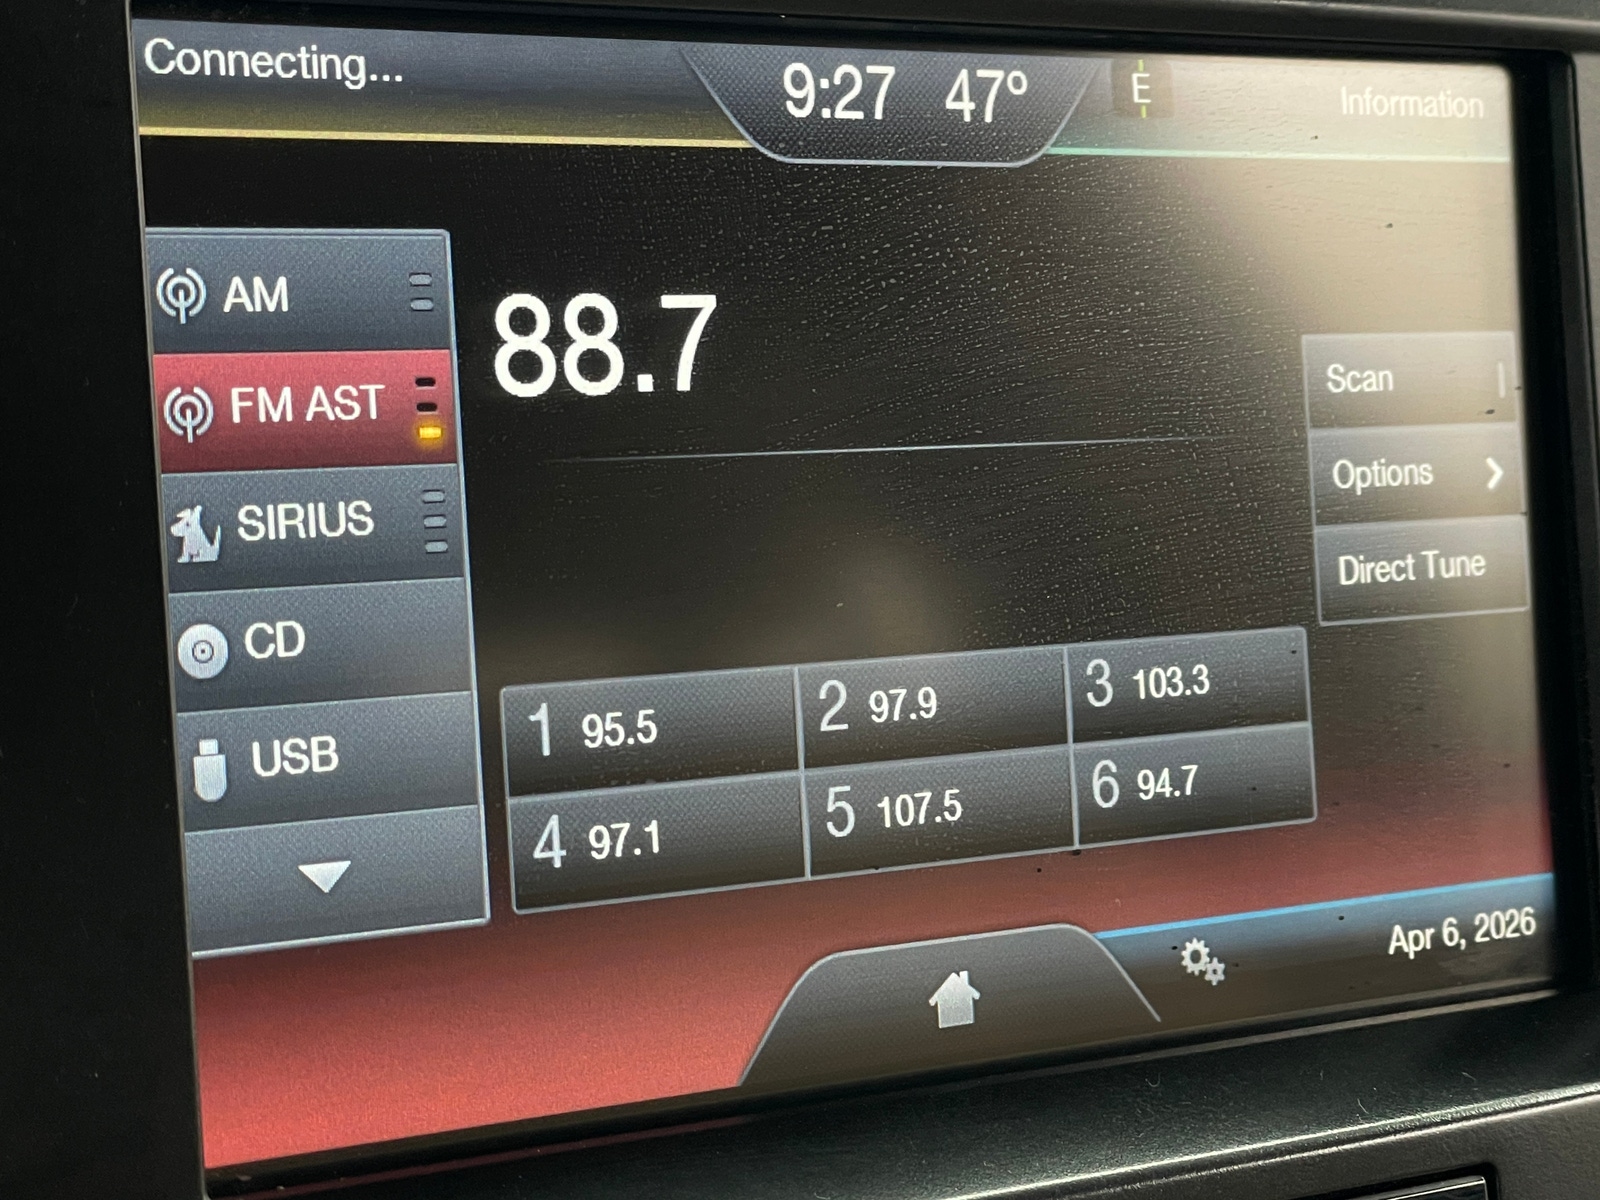 Connecting...
9:27 47° E
Information
AM
FM AST
SIRIUS
CD
USB
88.7
Scan
Options
Direct Tune
1 95.5
2 97.9
3 103.3
4 97.1
5 107.5
6 94.7
Apr 6, 2026